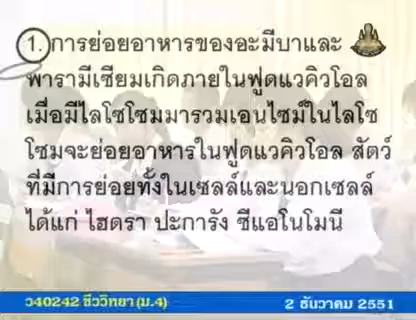 1. การย่อยอาหารของอะมีบาและ
พารามีเซียมเกิดภายในฟูดแวคิวโอล
เมื่อมีไลโซโซมมารวมเอนไซม์ในไลโซ
โซมจะย่อยอาหารในฟูดแวคิวโอล สัตว์
ที่มีการย่อยทั้งในเซลล์และนอกเซลล์
ได้แก่ ไฮดรา ปะการัง ซีแอโนโมนี
ว40242 ชีววิทยา (ม.4)
2 ธันวาคม 2551